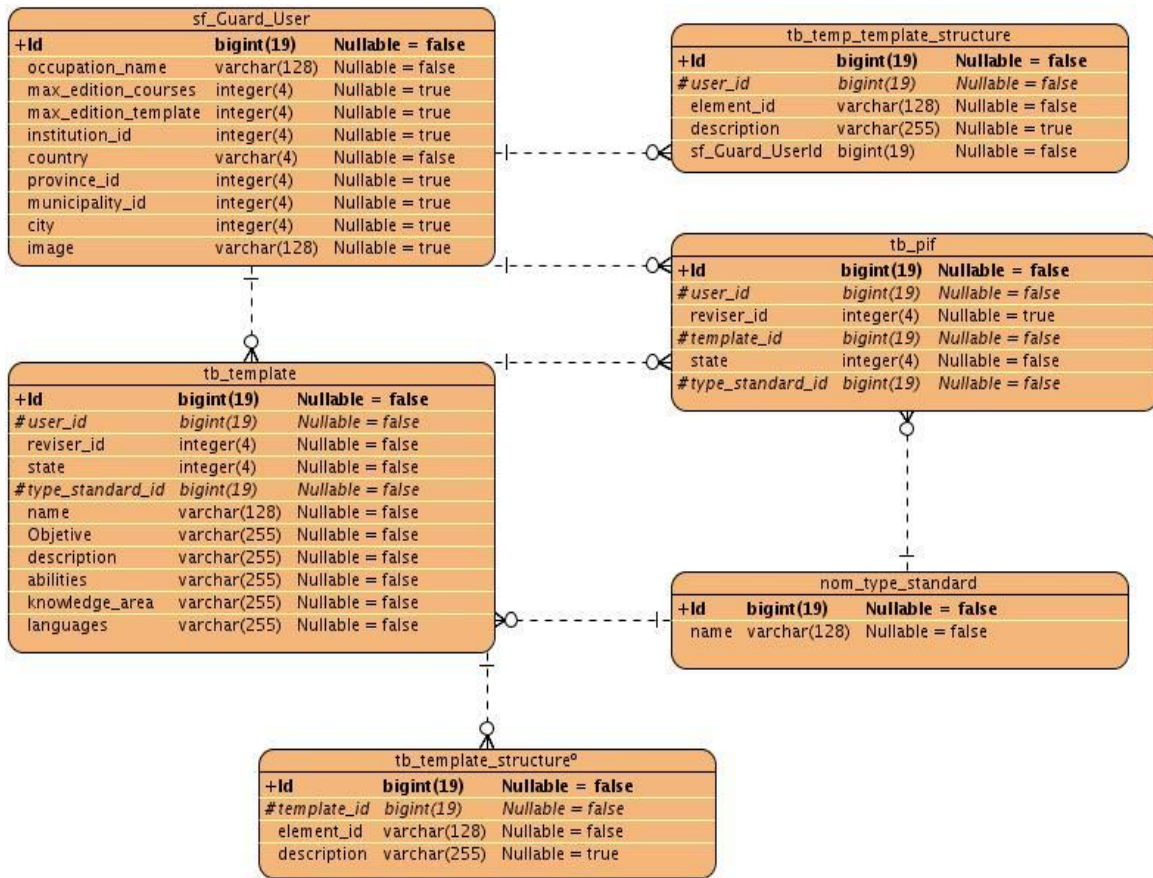 sf_Guard_User
+Id bigint(19) Nullable = false
occupation_name varchar(128) Nullable = false
max_edition_courses integer(4) Nullable = true
max_edition_template integer(4) Nullable = true
institution_id integer(4) Nullable = true
country varchar(4) Nullable = false
province_id integer(4) Nullable = true
municipality_id integer(4) Nullable = true
city integer(4) Nullable = true
image varchar(128) Nullable = true
tb_temp_template_structure
+Id bigint(19) Nullable = false
#user_id bigint(19) Nullable = false
element_id varchar(128) Nullable = false
description varchar(255) Nullable = true
sf_Guard_UserId bigint(19) Nullable = false
tb_pif
+Id bigint(19) Nullable = false
#user_id bigint(19) Nullable = false
reviser_id integer(4) Nullable = true
#template_id bigint(19) Nullable = false
state integer(4) Nullable = false
#type_standard_id bigint(19) Nullable = false
tb_template
+Id bigint(19) Nullable = false
#user_id bigint(19) Nullable = false
reviser_id integer(4) Nullable = false
state integer(4) Nullable = false
#type_standard_id bigint(19) Nullable = false
name varchar(128) Nullable = false
Objetive varchar(255) Nullable = false
description varchar(255) Nullable = false
abilities varchar(255) Nullable = false
knowledge_area varchar(255) Nullable = false
languages varchar(255) Nullable = false
nom_type_standard
+Id bigint(19) Nullable = false
name varchar(128) Nullable = false
tb_template_structureº
+Id bigint(19) Nullable = false
#template_id bigint(19) Nullable = false
element_id varchar(128) Nullable = false
description varchar(255) Nullable = true